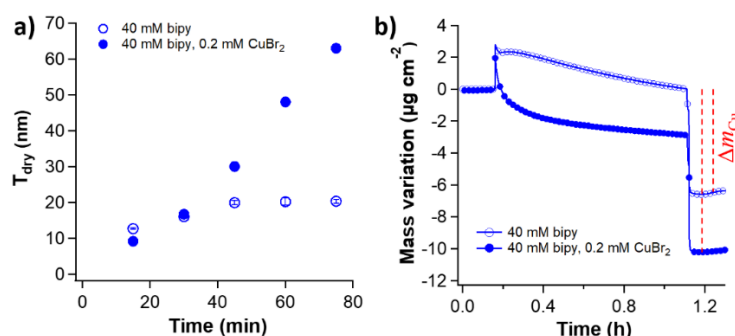 a)
70
60
50
40
30
20
10
0
T_dry (nm)
0 20 40 60 80
Time (min)
40 mM bipy
40 mM bipy, 0.2 mM CuBr₂
b)
2
0
-2
-4
-6
-8
-10
-12
Mass variation (µg cm⁻²)
0.0 0.4 0.8 1.2
Time (h)
40 mM bipy
40 mM bipy, 0.2 mM CuBr₂
Δm_Cu